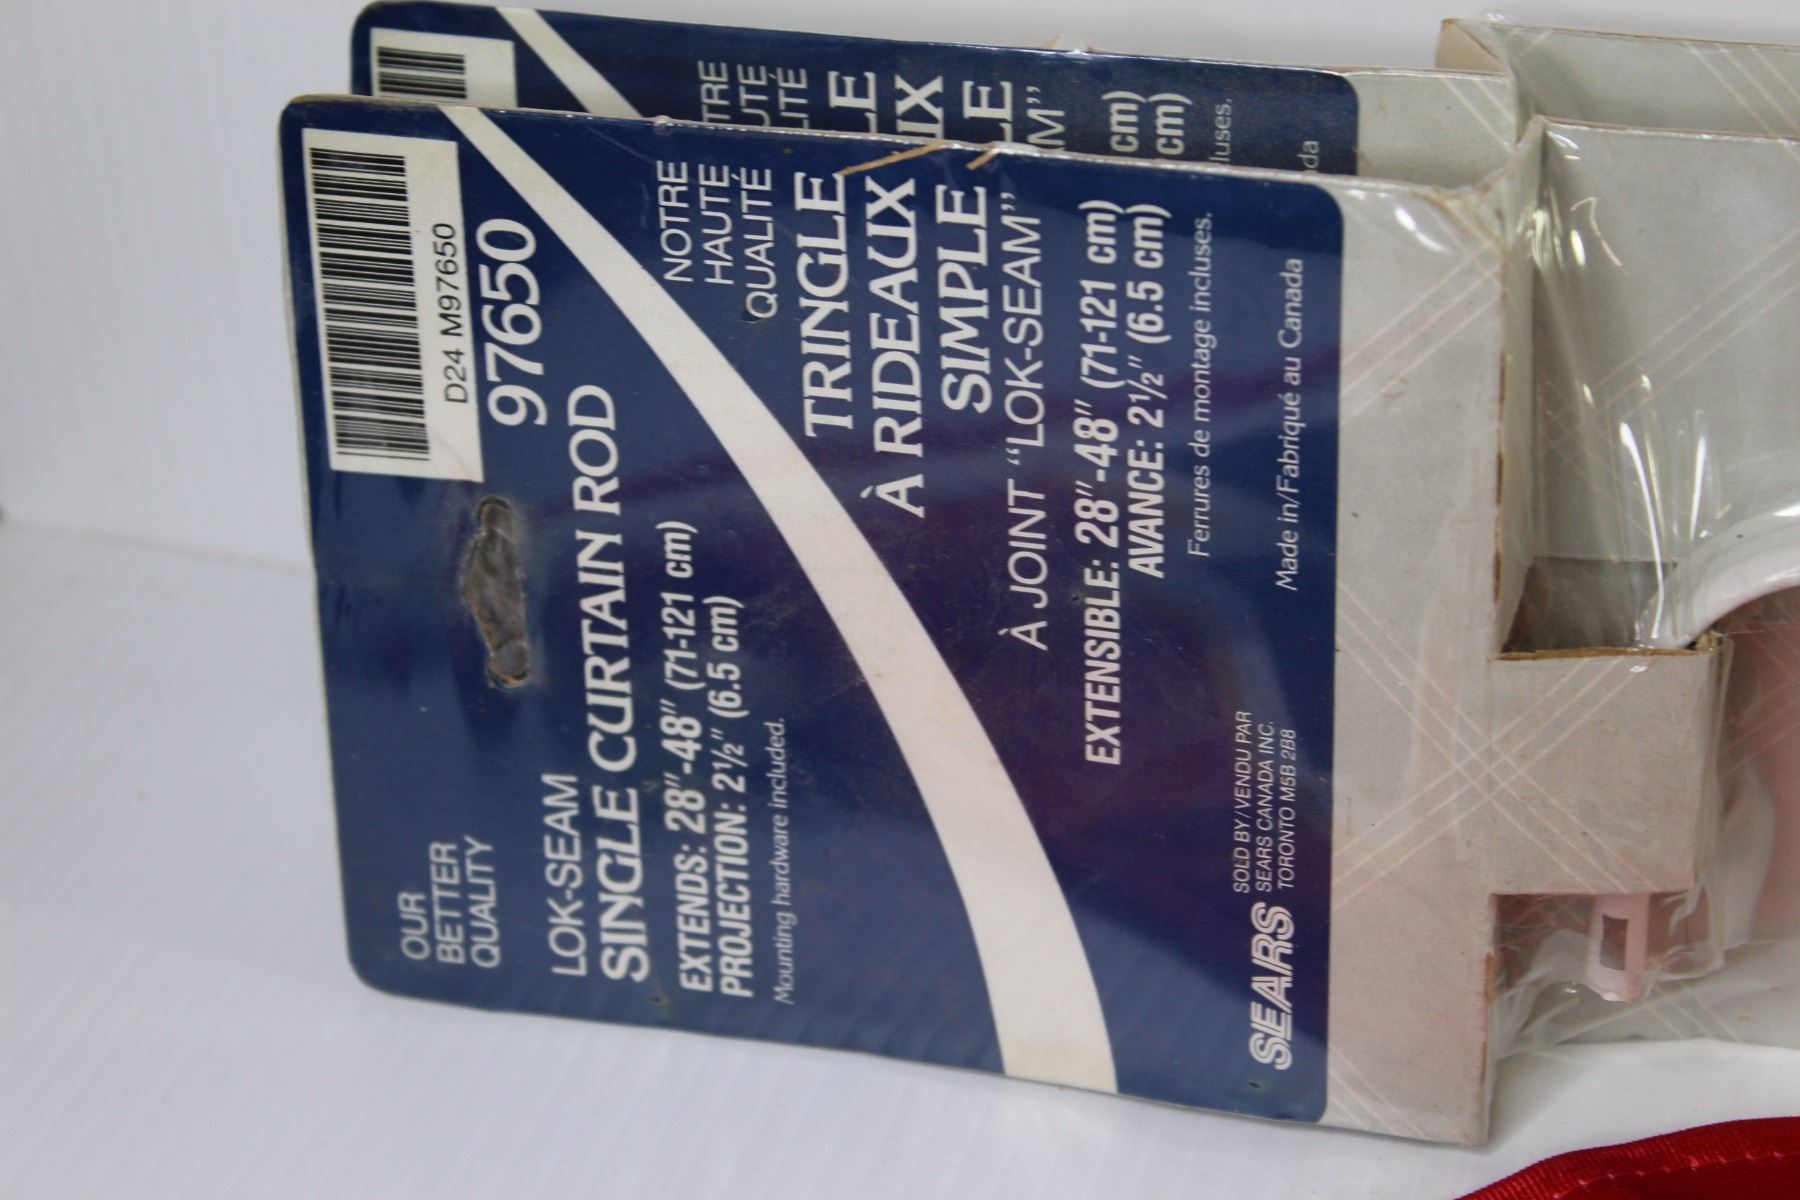 D24 M97650
97650
OUR
BETTER
QUALITY
LOK-SEAM
SINGLE CURTAIN ROD
EXTENDS: 28"-48" (71-121 cm)
PROJECTION: 2½" (6.5 cm)
Mounting hardware included.
NOTRE
HAUTE
QUALITÉ
TRINGLE
À RIDEAUX
SIMPLE
À JOINT “LOK-SEAM”
EXTENSIBLE: 28"-48" (71-121 cm)
AVANCE: 2½" (6.5 cm)
Ferrures de montage incluses.
Made in/Fabriqué au Canada
SEARS
SOLD BY/VENDU PAR
SEARS CANADA INC.
TORONTO M5B 2B8
cm)
cm)